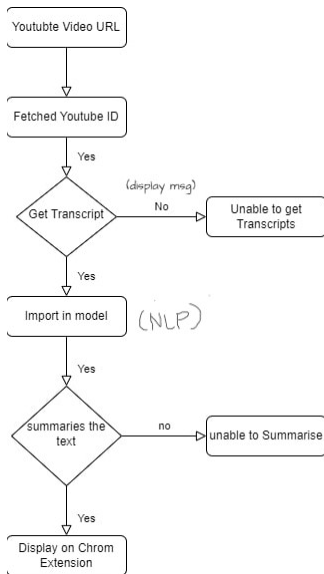 Youtubte Video URL
Fetched Youtube ID
Yes
(display msg)
Get Transcript
No
Unable to get
Transcripts
Yes
Import in model
(NLP)
Yes
summaries the
text
no
unable to Summarise
Yes
Display on Chrom
Extension